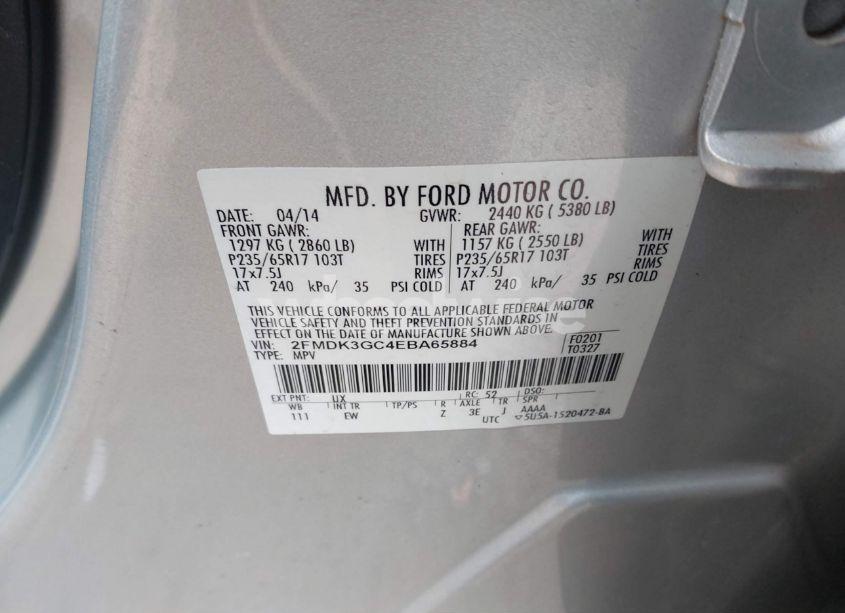 MFD. BY FORD MOTOR CO.
DATE: 04/14 GVWR: 2440 KG ( 5380 LB)
FRONT GAWR: REAR GAWR:
1297 KG ( 2860 LB) WITH 1157 KG ( 2550 LB) WITH
P235/65R17 103T TIRES P235/65R17 103T TIRES
17x7.5J RIMS 17x7.5J RIMS
AT 240 kPa/ 35 PSI COLD AT 240 kPa/ 35 PSI COLD
THIS VEHICLE CONFORMS TO ALL APPLICABLE FEDERAL MOTOR
VEHICLE SAFETY AND THEFT PREVENTION STANDARDS IN
EFFECT ON THE DATE OF MANUFACTURE SHOWN ABOVE.
VIN: 2FMDK3GC4EBA65884 F0201
TYPE: MPV T0327
EXT PNT: UX RC: 52 DSO:
WB INT TR TP/PS R AXLE TR SPR
111 EW Z 3E J AAAA
UTC 5U5A-1520472-BA